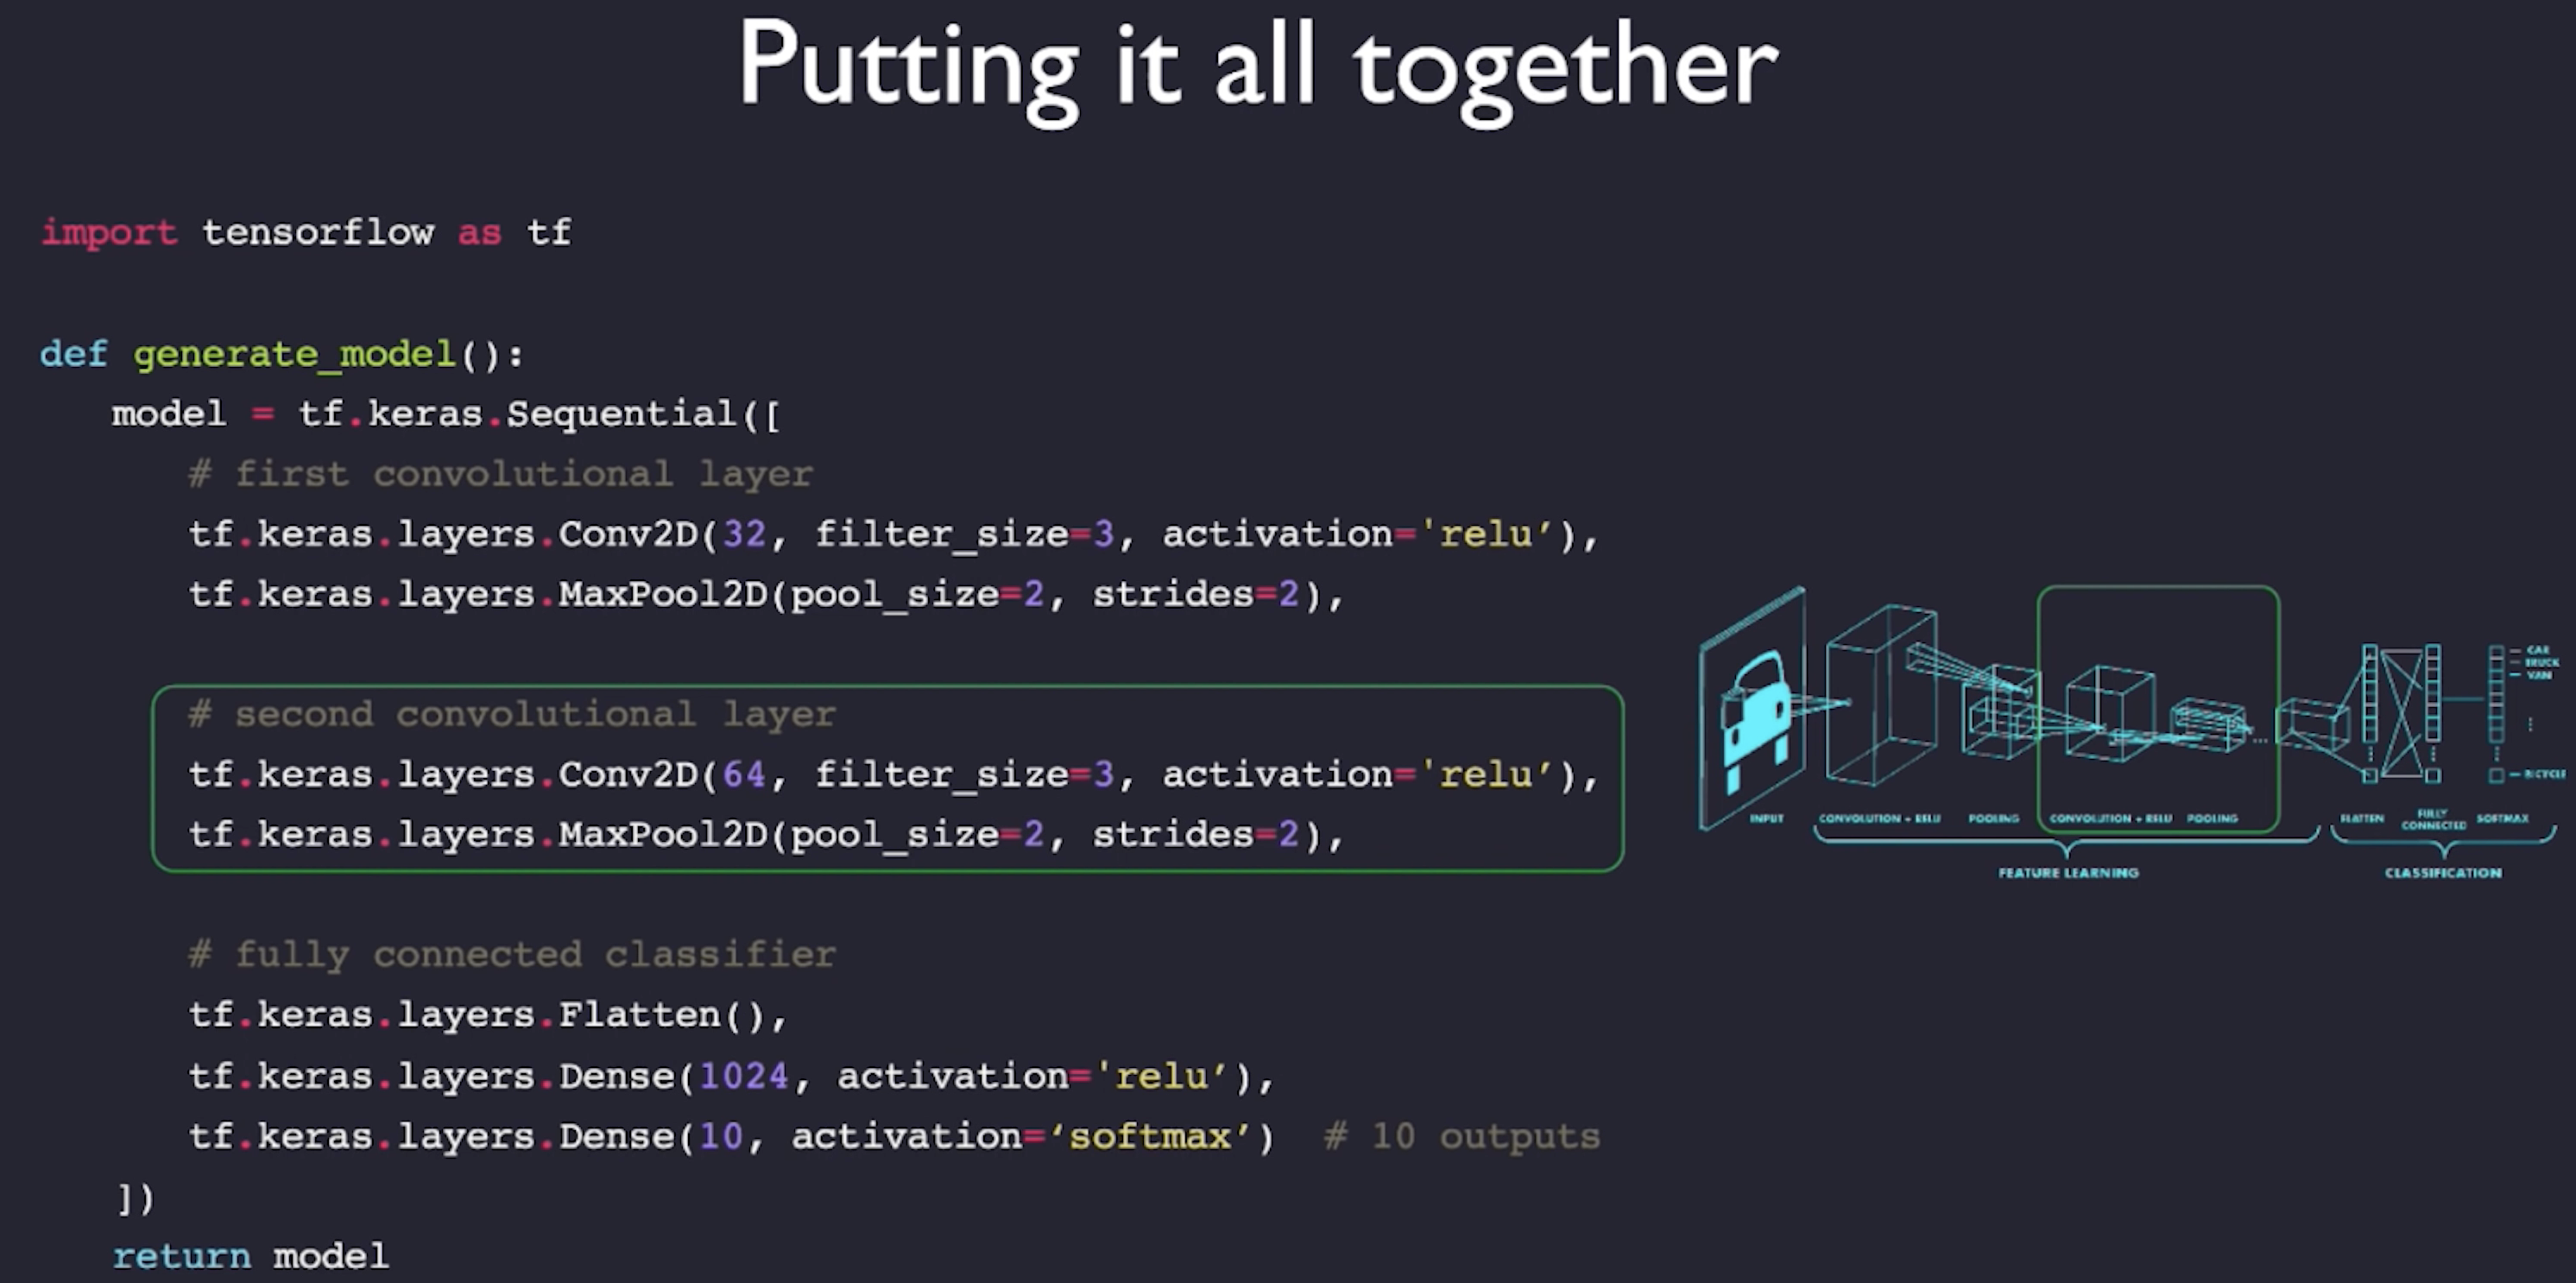 Putting it all together
import tensorflow as tf
def generate_model():
model = tf.keras.Sequential([
# first convolutional layer
tf.keras.layers.Conv2D(32, filter_size=3, activation='relu’),
tf.keras.layers.MaxPool2D(pool_size=2, strides=2),
# second convolutional layer
tf.keras.layers.Conv2D(64, filter_size=3, activation='relu’),
tf.keras.layers.MaxPool2D(pool_size=2, strides=2),
# fully connected classifier
tf.keras.layers.Flatten(),
tf.keras.layers.Dense(1024, activation='relu’),
tf.keras.layers.Dense(10, activation=‘softmax’) # 10 outputs
])
return model
CAR
TRUCK
VAN
BICYCLE
INPUT
CONVOLUTION + RELU
POOLING
CONVOLUTION + RELU
POOLING
FLATTEN
FULLY
CONNECTED
SOFTMAX
FEATURE LEARNING
CLASSIFICATION